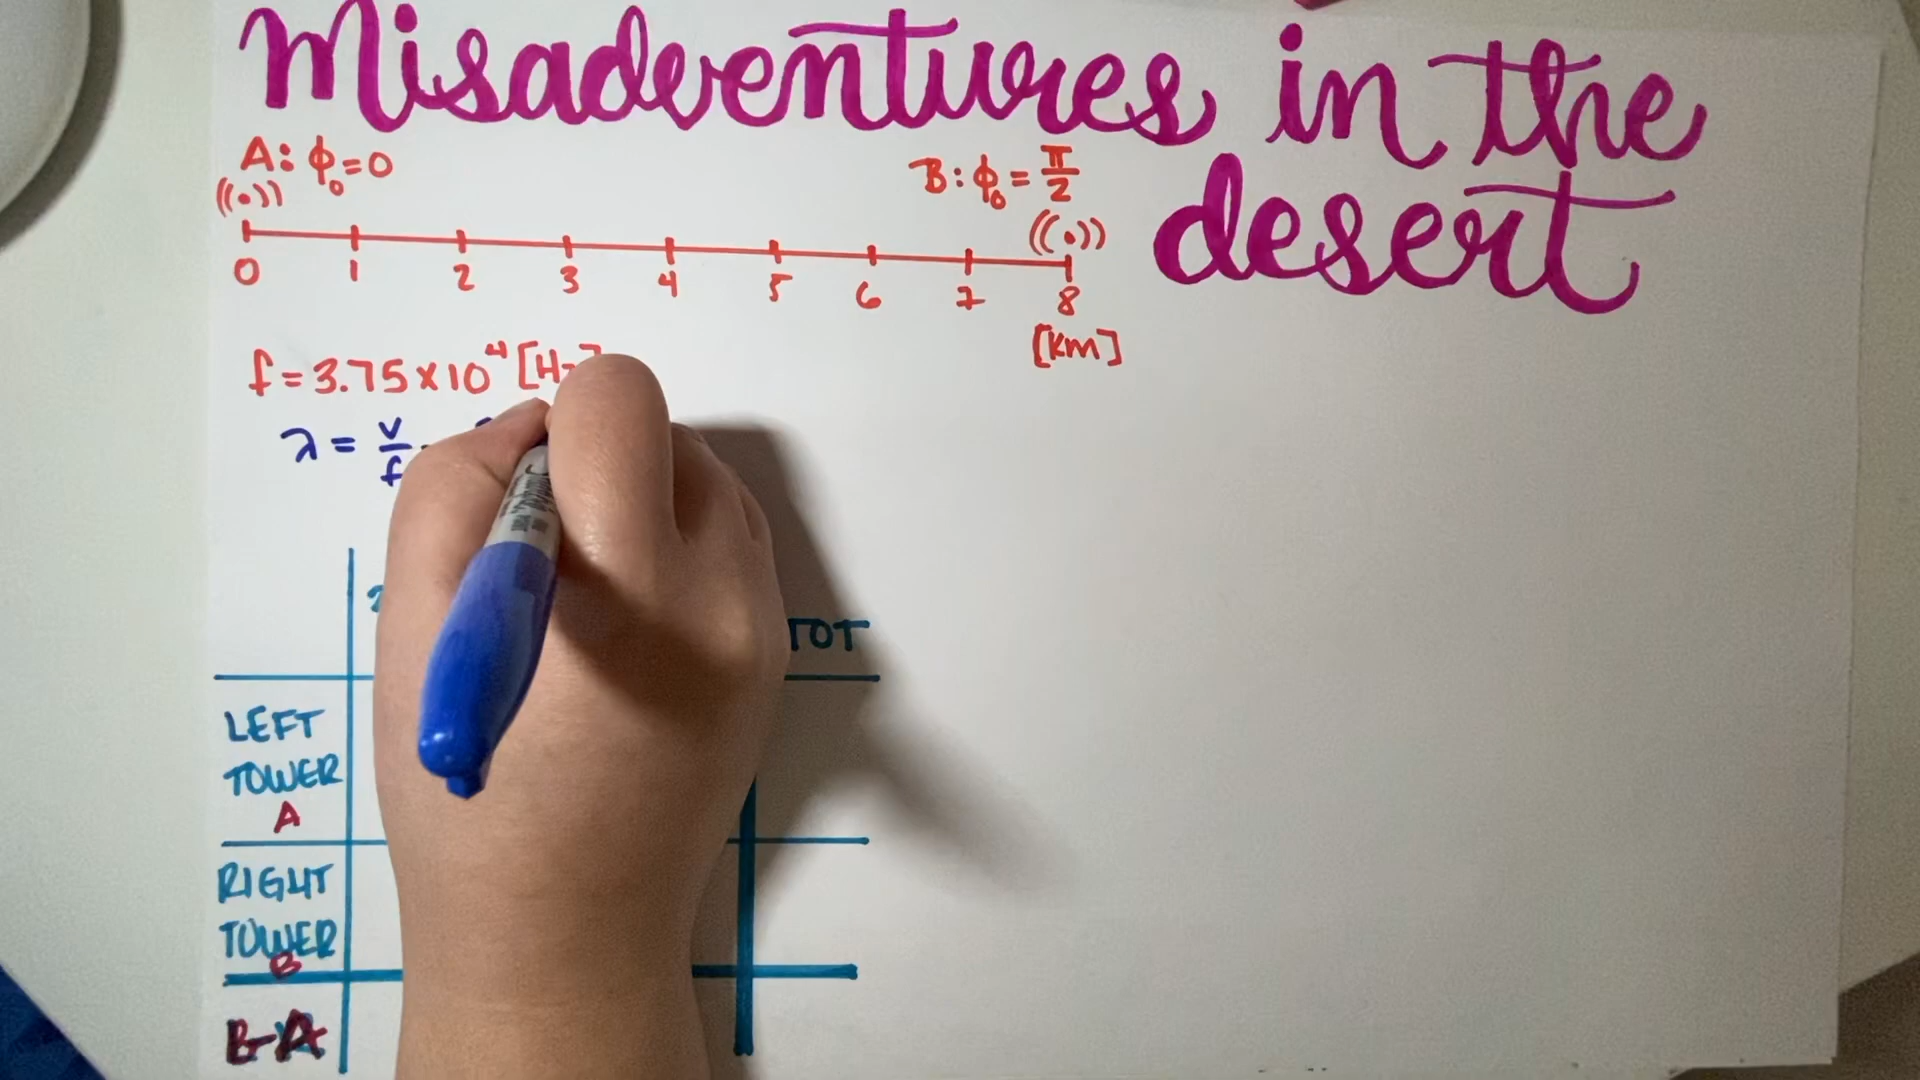 Misadventures in the
desert
A: ϕ₀=0
B: ϕ₀ = π/2
((•))
((•))
0 1 2 3 4 5 6 7 8
[km]
f = 3.75 x 10⁴ [Hz]
λ = v/f
TOT
LEFT
TOWER
A
RIGHT
TOWER
B
B-A